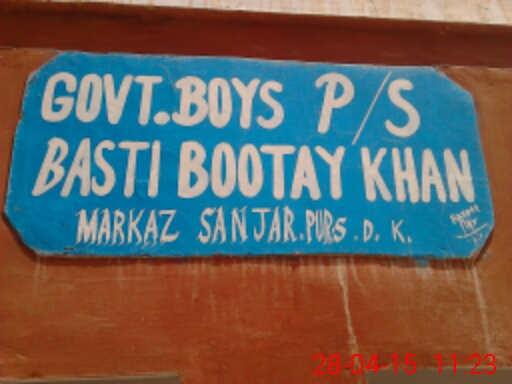 GOVT.BOYS P/S
BASTI BOOTAY KHAN
MARKAZ SANJAR.PUR.S.D.K.
28-04-15 11:23